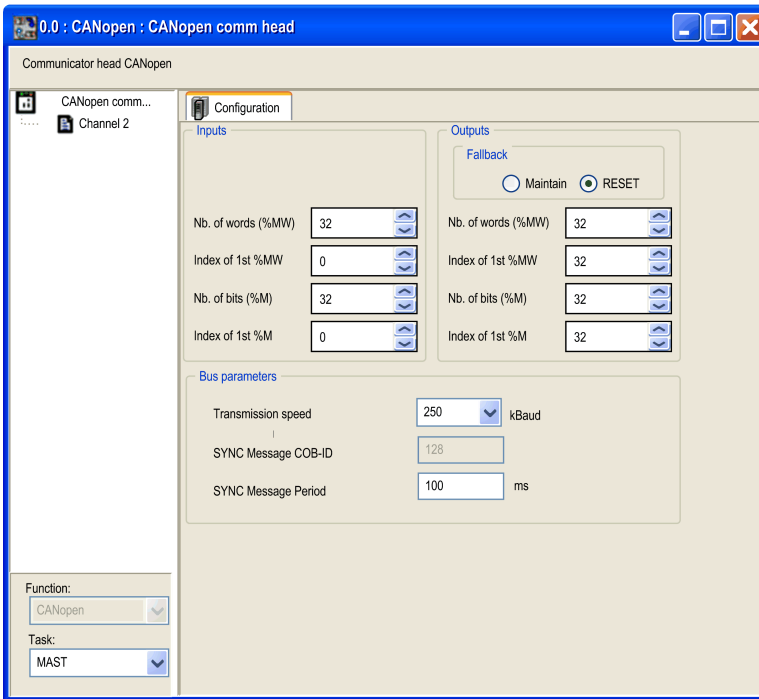 0.0 : CANopen : CANopen comm head
Communicator head CANopen
CANopen comm...
Channel 2
Function:
CANopen
Task:
MAST
Configuration
Inputs
Nb. of words (%MW) 32
Index of 1st %MW 0
Nb. of bits (%M) 32
Index of 1st %M 0
Outputs
Fallback
Maintain RESET
Nb. of words (%MW) 32
Index of 1st %MW 32
Nb. of bits (%M) 32
Index of 1st %M 32
Bus parameters
Transmission speed 250 kBaud
SYNC Message COB-ID 128
SYNC Message Period 100 ms